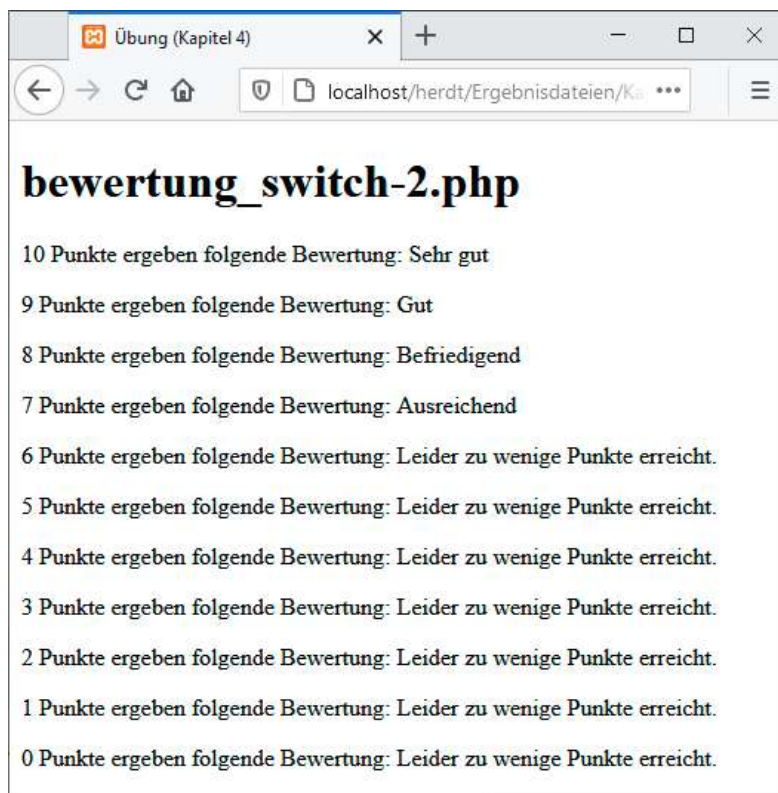 Übung (Kapitel 4)
localhost/herdt/Ergebnisdateien/Ka
bewertung_switch-2.php
10 Punkte ergeben folgende Bewertung: Sehr gut
9 Punkte ergeben folgende Bewertung: Gut
8 Punkte ergeben folgende Bewertung: Befriedigend
7 Punkte ergeben folgende Bewertung: Ausreichend
6 Punkte ergeben folgende Bewertung: Leider zu wenige Punkte erreicht.
5 Punkte ergeben folgende Bewertung: Leider zu wenige Punkte erreicht.
4 Punkte ergeben folgende Bewertung: Leider zu wenige Punkte erreicht.
3 Punkte ergeben folgende Bewertung: Leider zu wenige Punkte erreicht.
2 Punkte ergeben folgende Bewertung: Leider zu wenige Punkte erreicht.
1 Punkte ergeben folgende Bewertung: Leider zu wenige Punkte erreicht.
0 Punkte ergeben folgende Bewertung: Leider zu wenige Punkte erreicht.